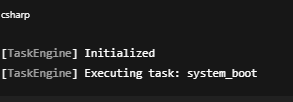 csharp
[TaskEngine] Initialized
[TaskEngine] Executing task: system_boot